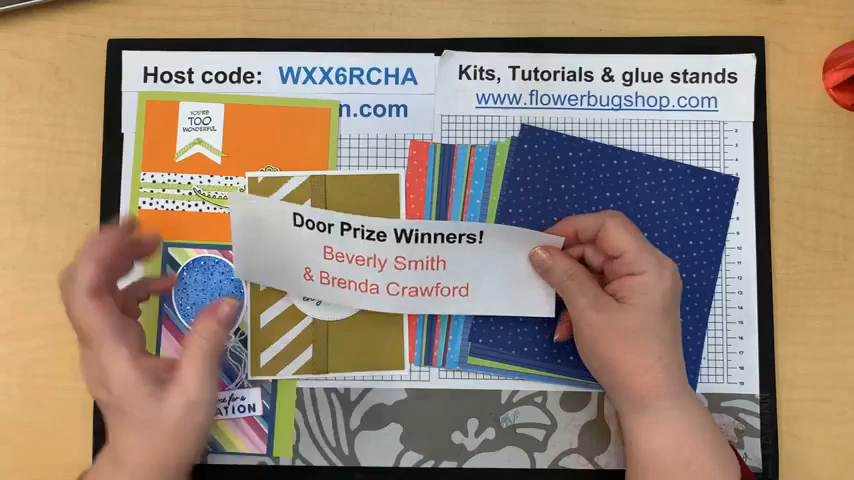 Host code: WXX6RCHA
n.com
Kits, Tutorials & glue stands
www.flowerbugshop.com
YOU'RE
TOO
WONDERFUL
Door Prize Winners!
Beverly Smith
& Brenda Crawford
for a
ATION